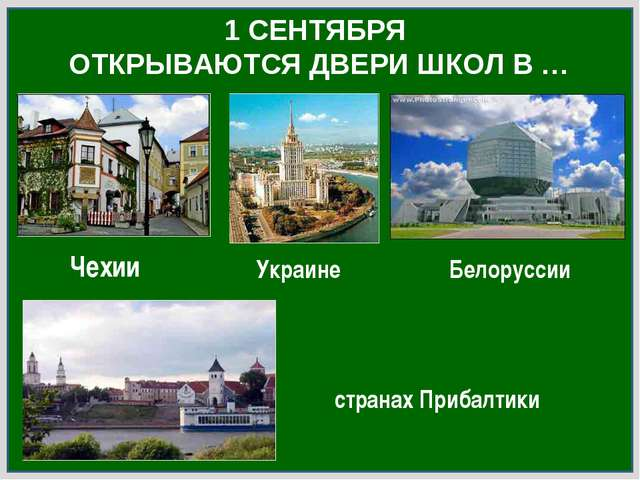 1 СЕНТЯБРЯ
ОТКРЫВАЮТСЯ ДВЕРИ ШКОЛ В …
Чехии
Украине
Белоруссии
странах Прибалтики